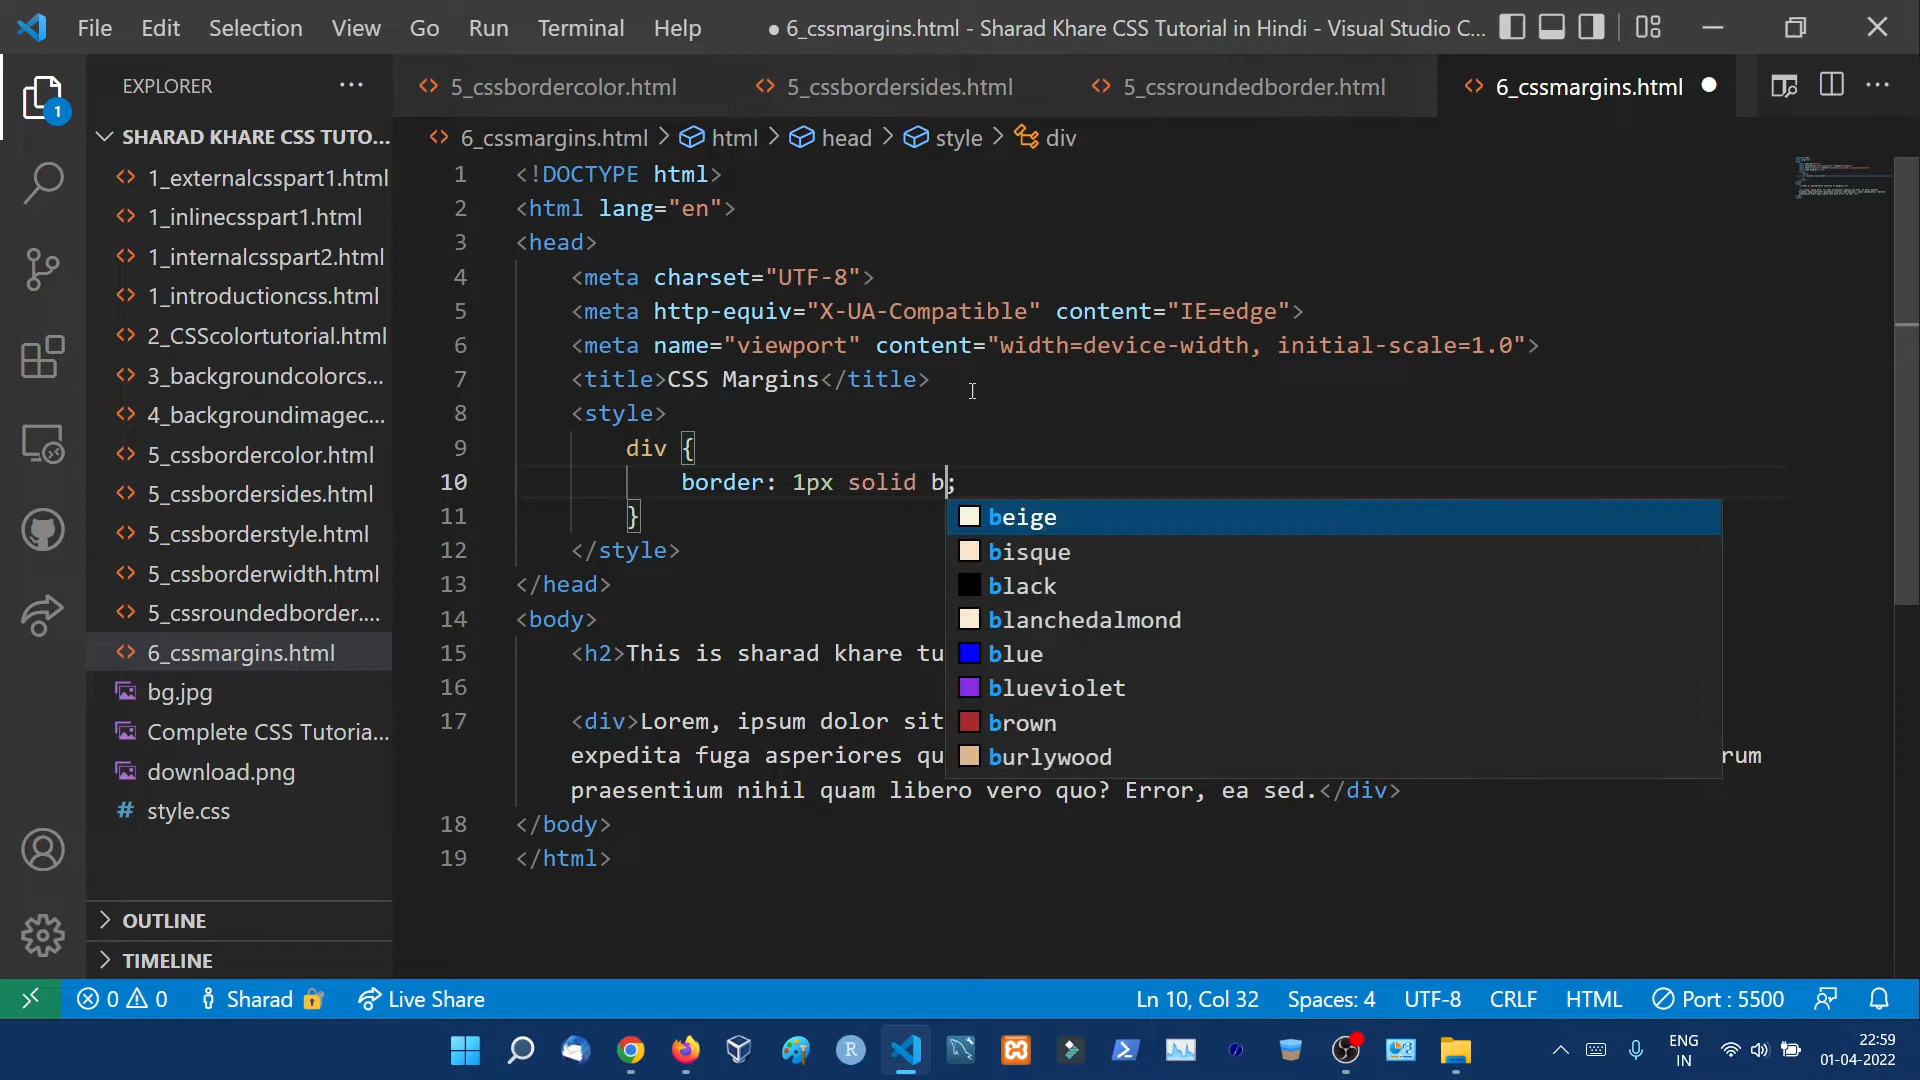 File Edit Selection View Go Run Terminal Help
● 6_cssmargins.html - Sharad Khare CSS Tutorial in Hindi - Visual Studio C...
EXPLORER
5_cssbordercolor.html 5_cssbordersides.html 5_cssroundedborder.html 6_cssmargins.html
1
SHARAD KHARE CSS TUTO...
6_cssmargins.html > html > head > style > div
1_externalcsspart1.html
1_inlinecsspart1.html
1_internalcsspart2.html
1_introductioncss.html
2_CSScolortutorial.html
3_backgroundcolorcs...
4_backgroundimagec...
5_cssbordercolor.html
5_cssbordersides.html
5_cssborderstyle.html
5_cssborderwidth.html
5_cssroundedborder....
6_cssmargins.html
bg.jpg
Complete CSS Tutoria...
download.png
# style.css
OUTLINE
TIMELINE
1 <!DOCTYPE html>
2 <html lang="en">
3 <head>
4 <meta charset="UTF-8">
5 <meta http-equiv="X-UA-Compatible" content="IE=edge">
6 <meta name="viewport" content="width=device-width, initial-scale=1.0">
7 <title>CSS Margins</title>
8 <style>
9 div {
10 border: 1px solid b;
11 }
12 </style>
13 </head>
14 <body>
15 <h2>This is sharad khare tu
16
17 <div>Lorem, ipsum dolor sit
expedita fuga asperiores qu rum
praesentium nihil quam libero vero quo? Error, ea sed.</div>
18 </body>
19 </html>
beige
bisque
black
blanchedalmond
blue
blueviolet
brown
burlywood
0 0 Sharad Live Share Ln 10, Col 32 Spaces: 4 UTF-8 CRLF HTML Port : 5500
R
ENG
IN
22:59
01-04-2022